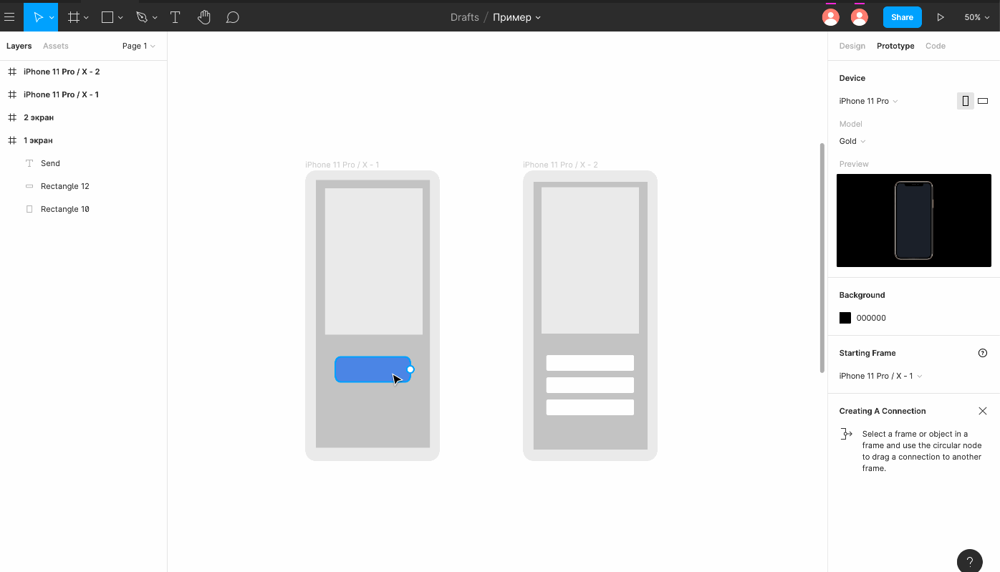 Drafts / Пример
Share
50%
Layers
Assets
Page 1
iPhone 11 Pro / X - 2
iPhone 11 Pro / X - 1
2 экран
1 экран
Send
Rectangle 12
Rectangle 10
iPhone 11 Pro / X - 1
iPhone 11 Pro / X - 2
Design
Prototype
Code
Device
iPhone 11 Pro
Model
Gold
Preview
Background
000000
Starting Frame
?
iPhone 11 Pro / X - 1
Creating A Connection
Select a frame or object in a
frame and use the circular node
to drag a connection to another
frame.
?